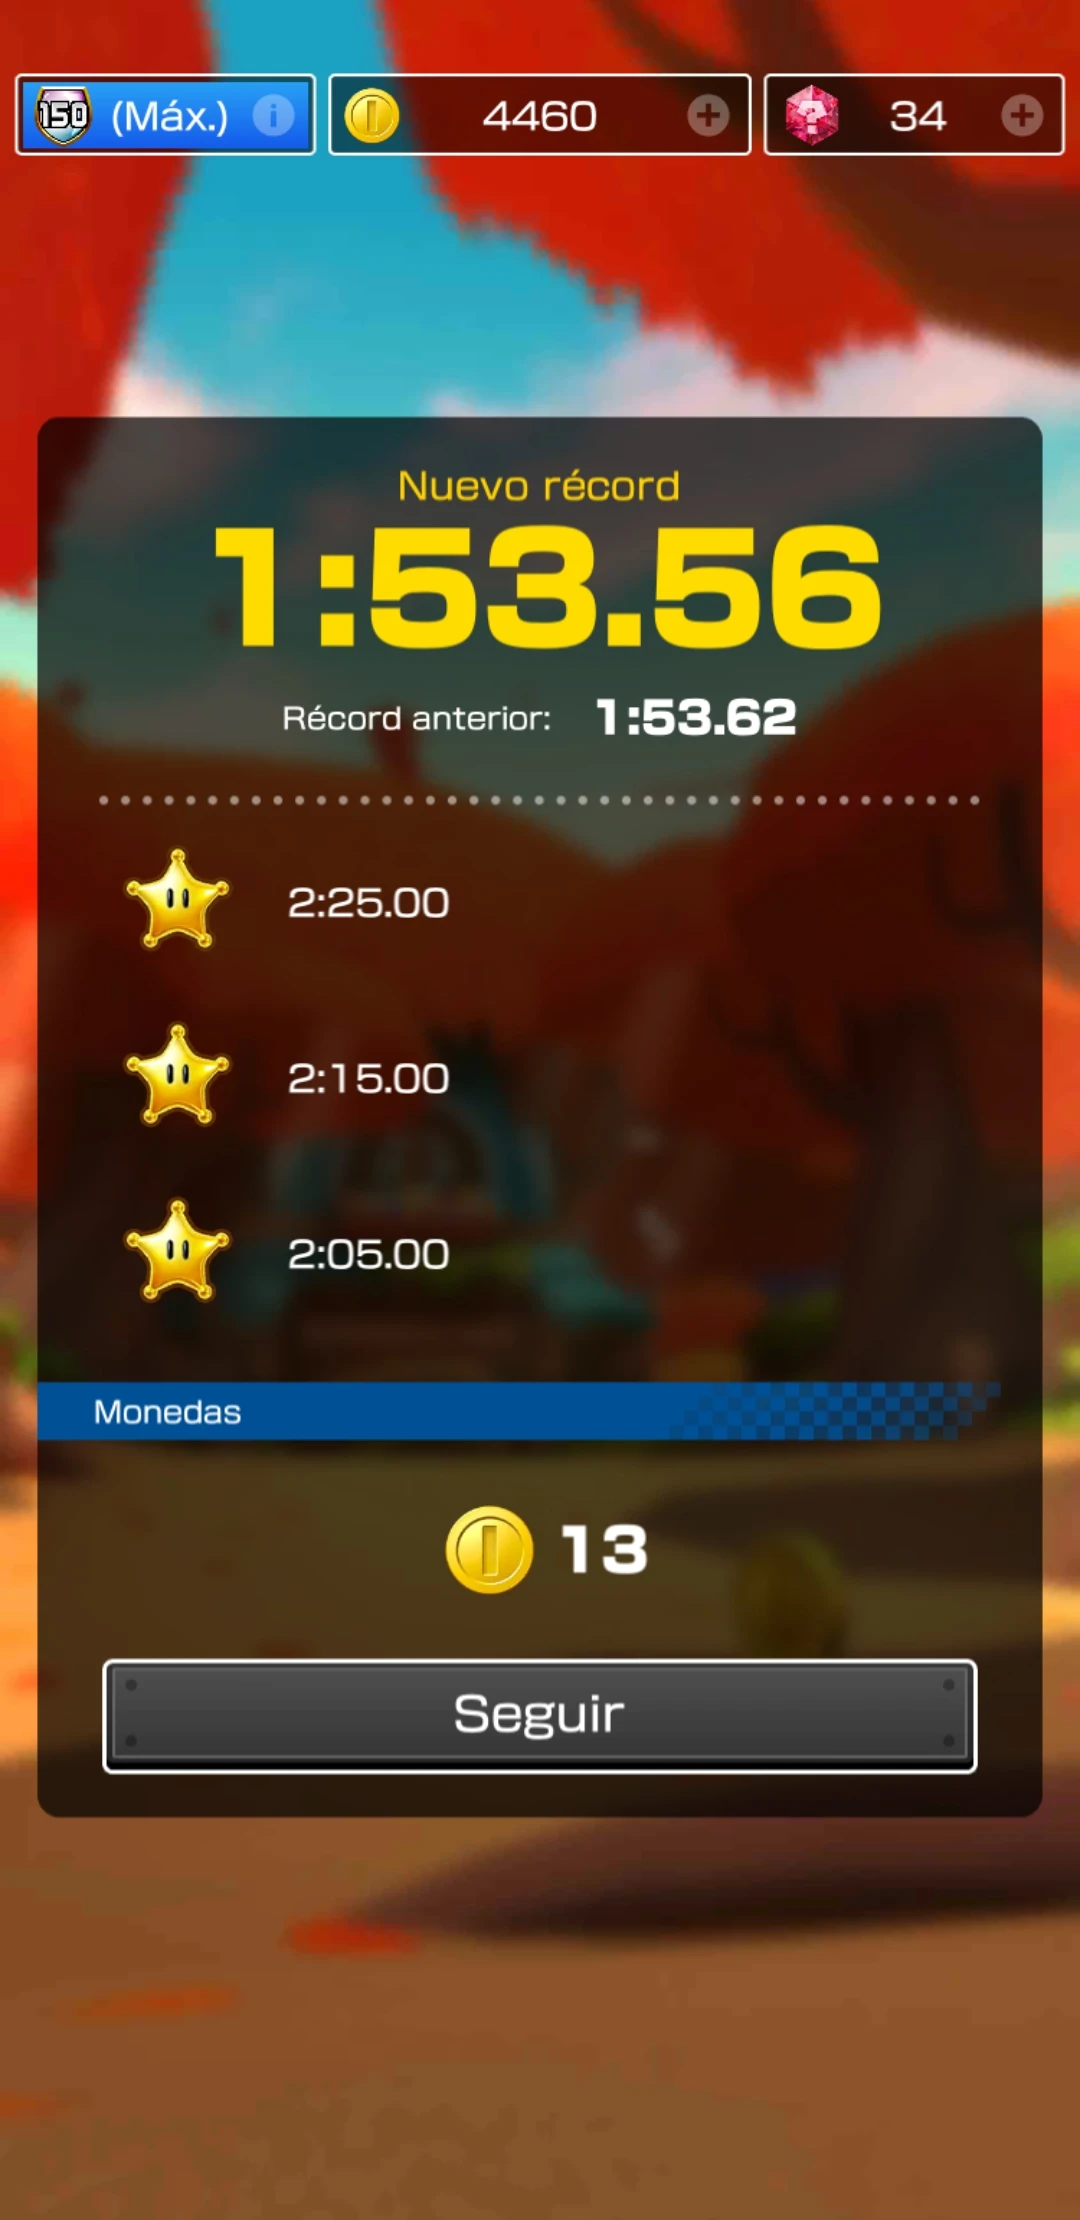 150 (Máx.) i 4460 + ? 34 +
Nuevo récord
1:53.56
Récord anterior: 1:53.62
2:25.00
2:15.00
2:05.00
Monedas
13
Seguir